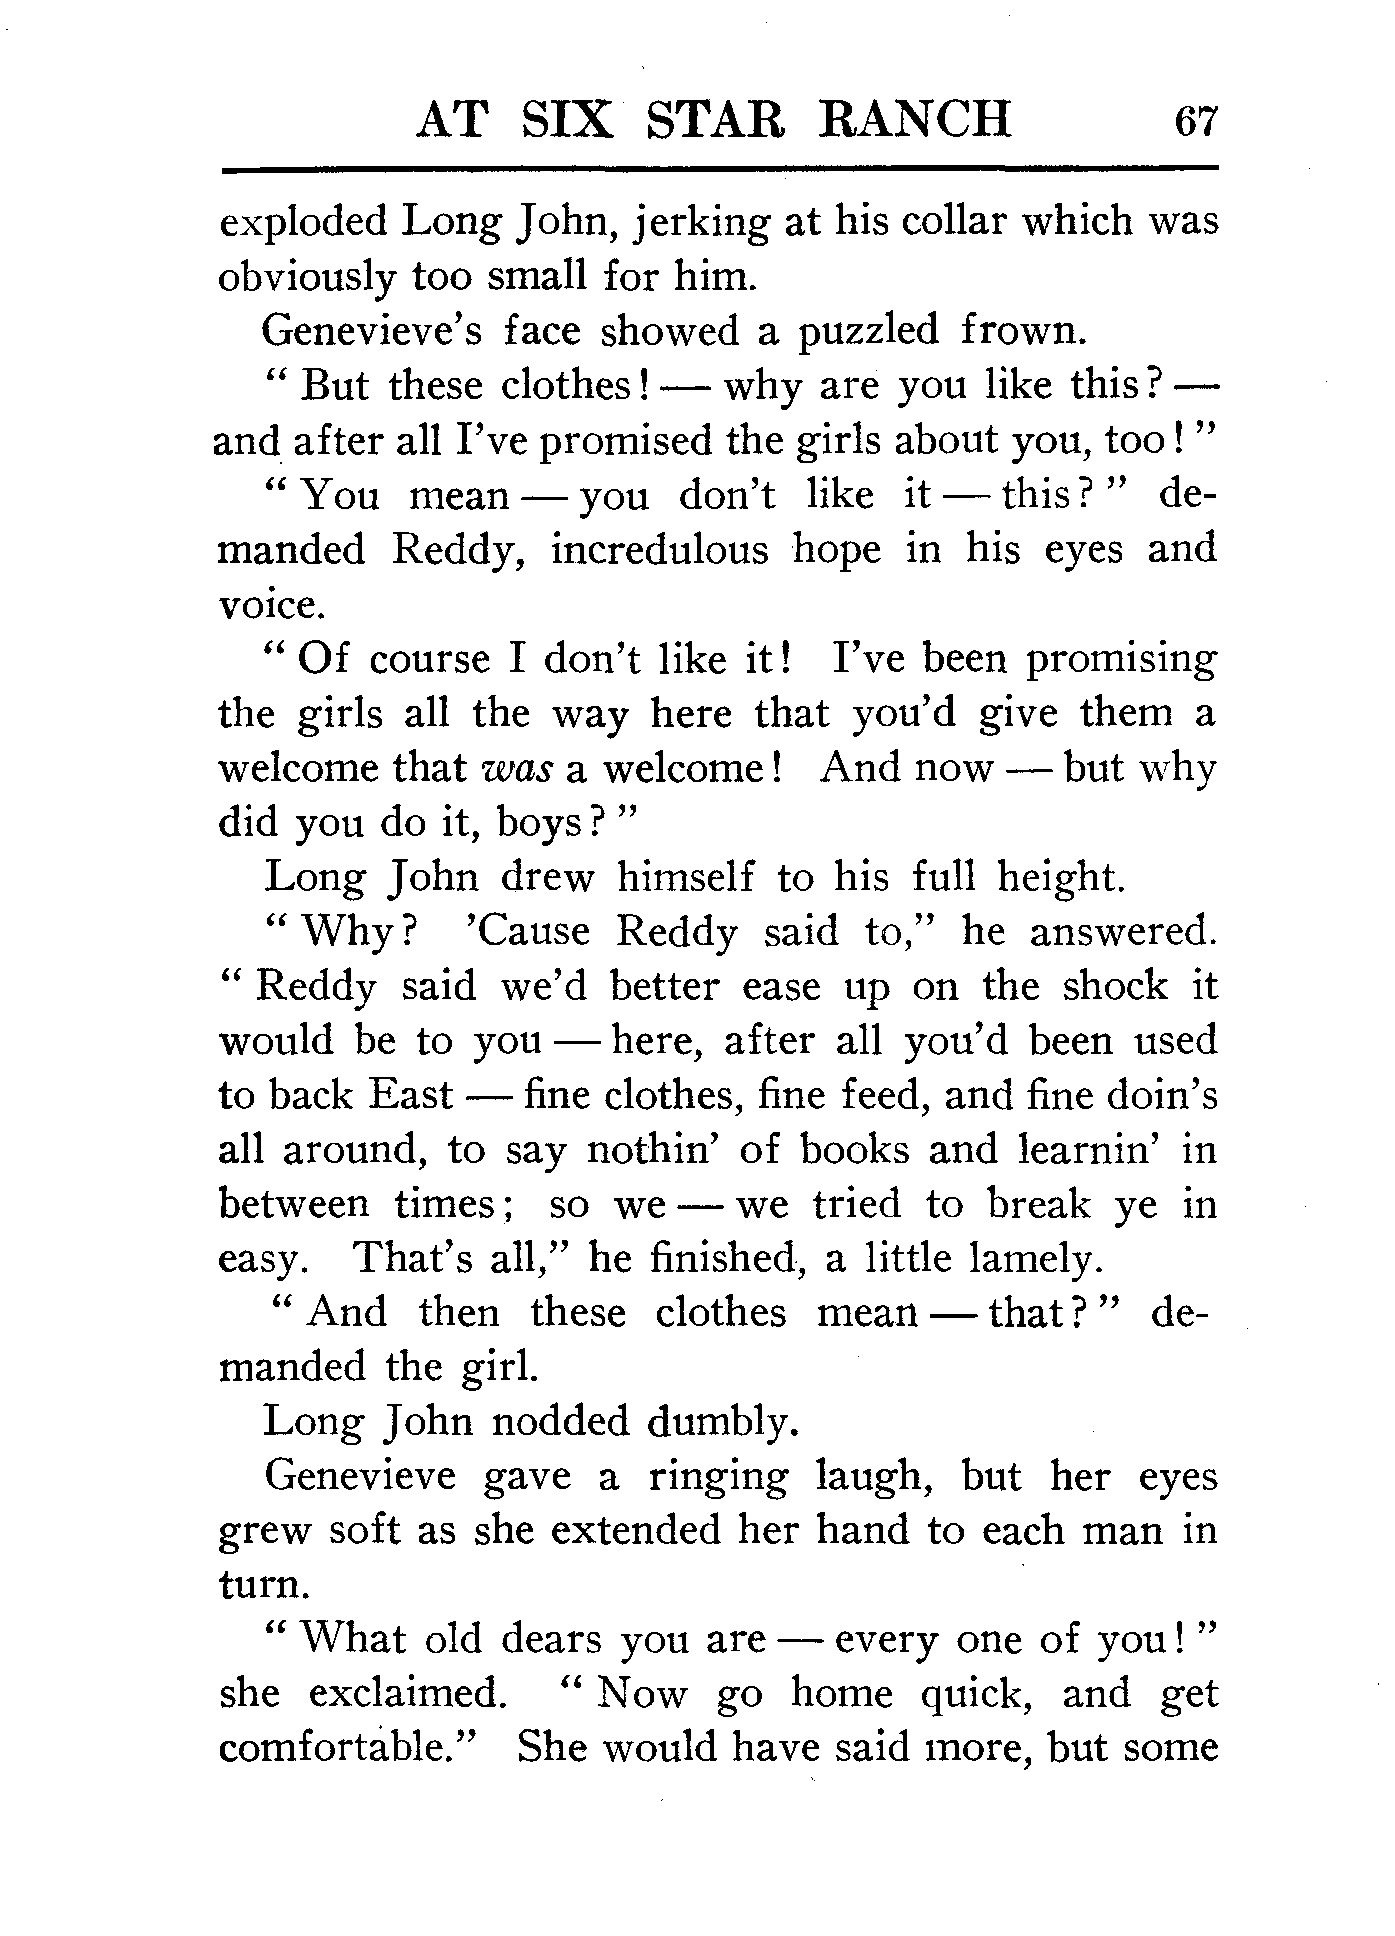 AT SIX STAR RANCH 67
exploded Long John, jerking at his collar which was
obviously too small for him.
Genevieve's face showed a puzzled frown.
" But these clothes! — why are you like this? —
and after all I've promised the girls about you, too! "
" You mean — you don't like it — this? " de-
manded Reddy, incredulous hope in his eyes and
voice.
" Of course I don't like it! I've been promising
the girls all the way here that you'd give them a
welcome that was a welcome! And now — but why
did you do it, boys? "
Long John drew himself to his full height.
" Why? 'Cause Reddy said to," he answered.
" Reddy said we'd better ease up on the shock it
would be to you — here, after all you'd been used
to back East — fine clothes, fine feed, and fine doin's
all around, to say nothin' of books and learnin' in
between times; so we — we tried to break ye in
easy. That's all," he finished, a little lamely.
" And then these clothes mean — that? " de-
manded the girl.
Long John nodded dumbly.
Genevieve gave a ringing laugh, but her eyes
grew soft as she extended her hand to each man in
turn.
" What old dears you are — every one of you! "
she exclaimed. " Now go home quick, and get
comfortable." She would have said more, but some